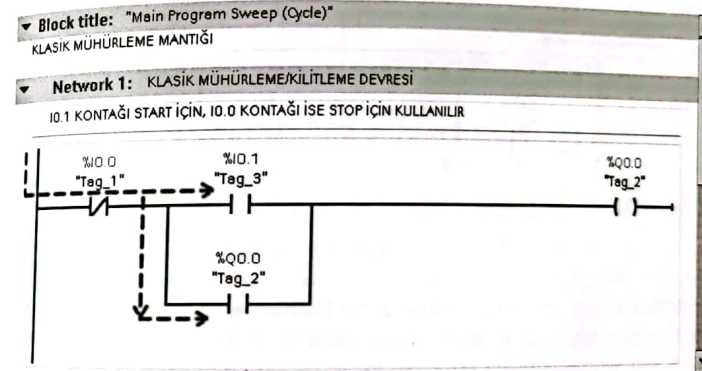 Block title: "Main Program Sweep (Cycle)"
KLASİK MÜHÜRLEME MANTIĞI
Network 1: KLASİK MÜHÜRLEME/KİLİTLEME DEVRESİ
I0.1 KONTAĞI START İÇİN, I0.0 KONTAĞI İSE STOP İÇİN KULLANILIR
%I0.0 %I0.1 %Q0.0
"Tag_1" "Tag_3" "Tag_2"
%Q0.0
"Tag_2"